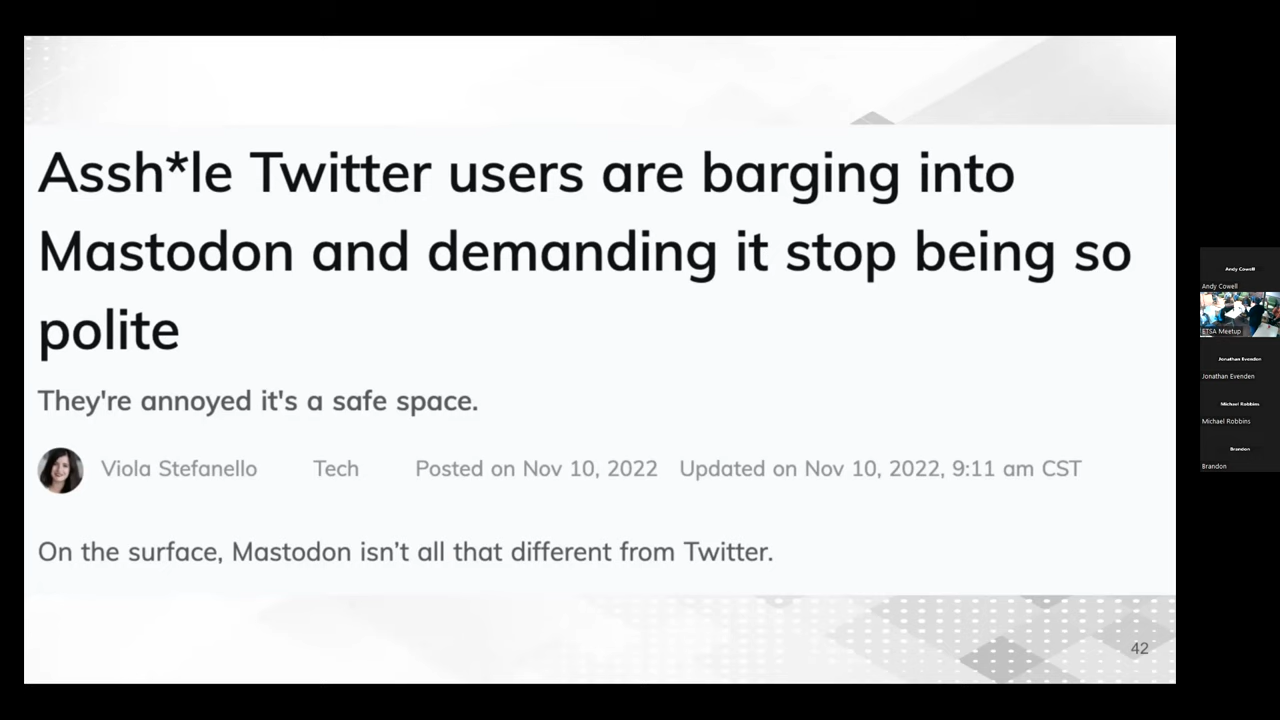 Assh*le Twitter users are barging into
Mastodon and demanding it stop being so
polite
They're annoyed it's a safe space.
Viola Stefanello Tech Posted on Nov 10, 2022 Updated on Nov 10, 2022, 9:11 am CST
On the surface, Mastodon isn’t all that different from Twitter.
42
Andy Cowell
Andy Cowell
ETSA Meetup
Jonathan Evenden
Jonathan Evenden
Michael Robbins
Michael Robbins
Brandon
Brandon